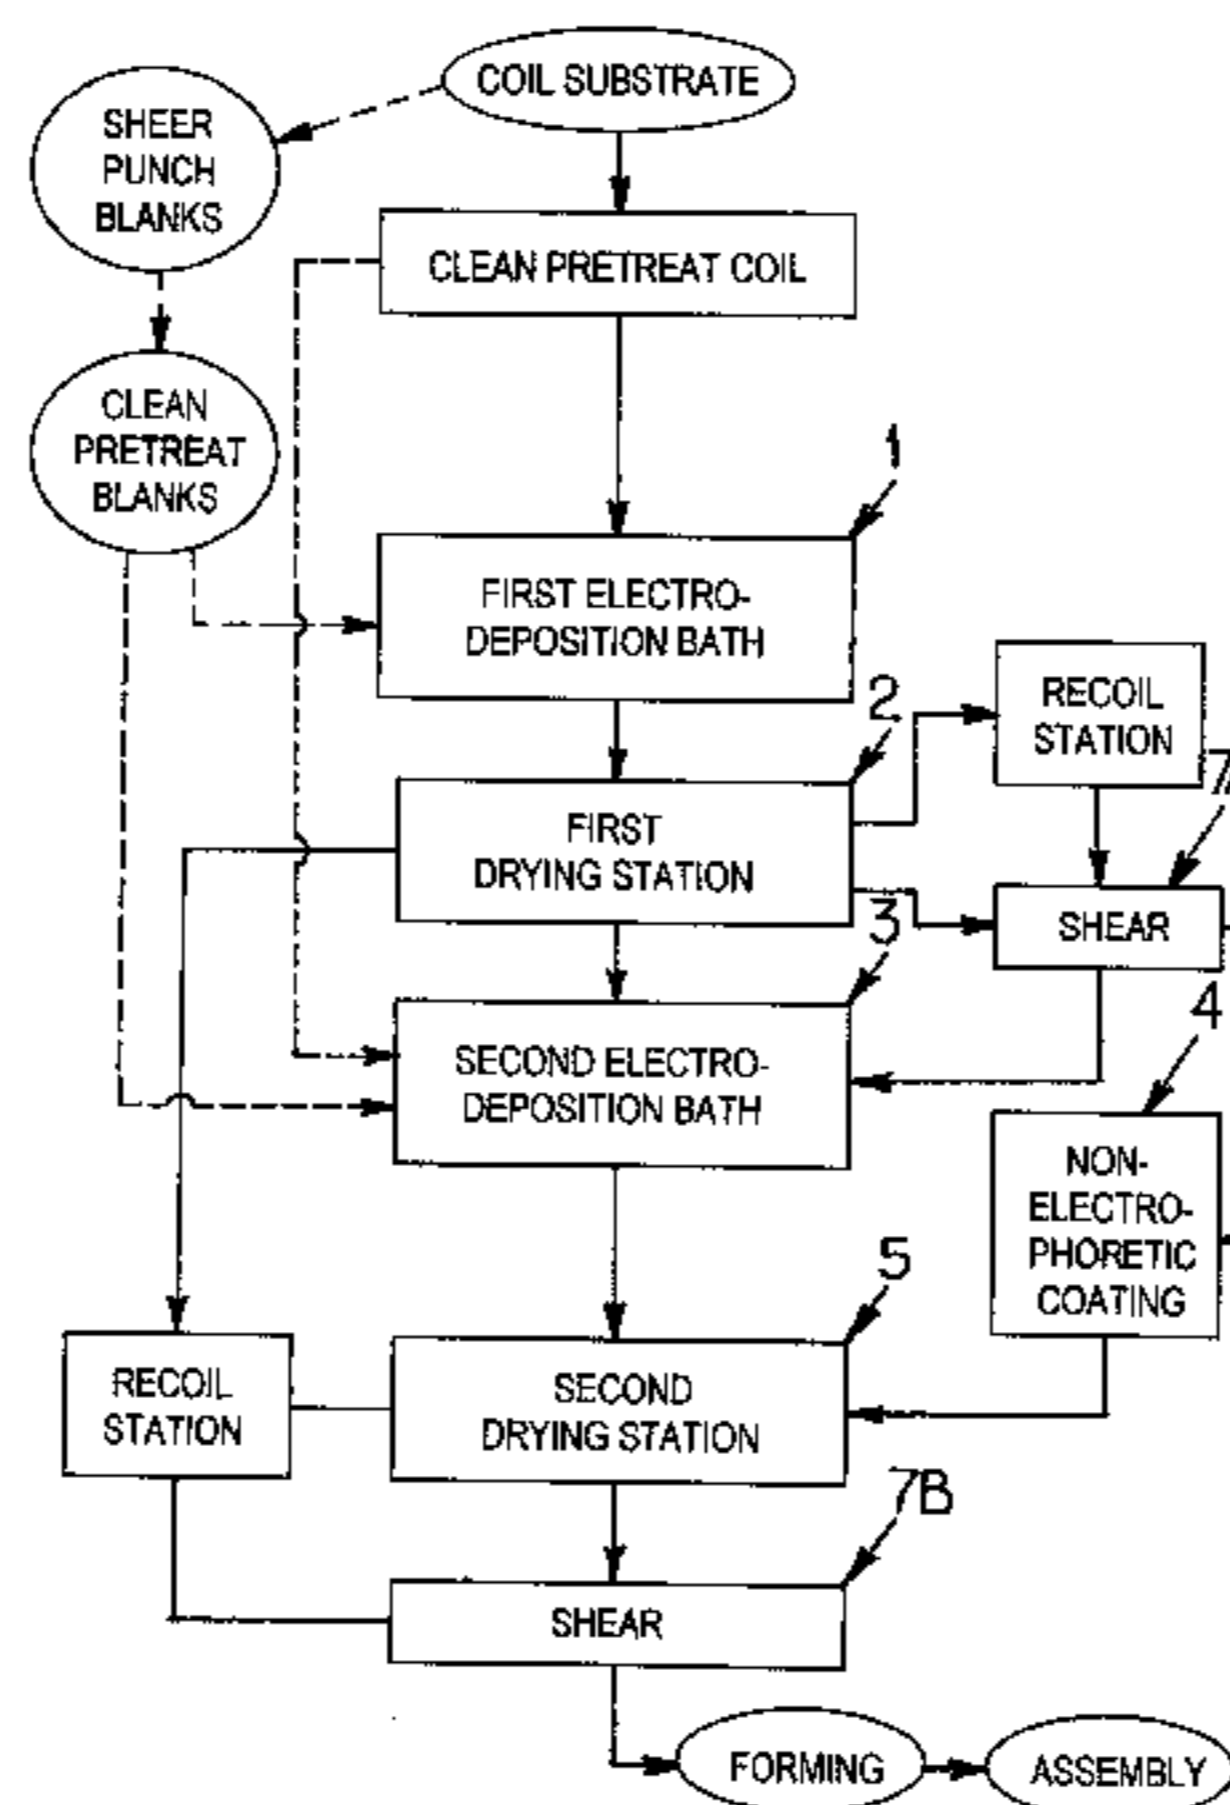 COIL SUBSTRATE
SHEER
PUNCH
BLANKS
CLEAN PRETREAT COIL
CLEAN
PRETREAT
BLANKS
1
FIRST ELECTRO-
DEPOSITION BATH
2
RECOIL
STATION
FIRST
DRYING STATION
7
SHEAR
3
SECOND ELECTRO-
DEPOSITION BATH
4
NON-
ELECTRO-
PHORETIC
COATING
5
RECOIL
STATION
SECOND
DRYING STATION
7B
SHEAR
FORMING
ASSEMBLY